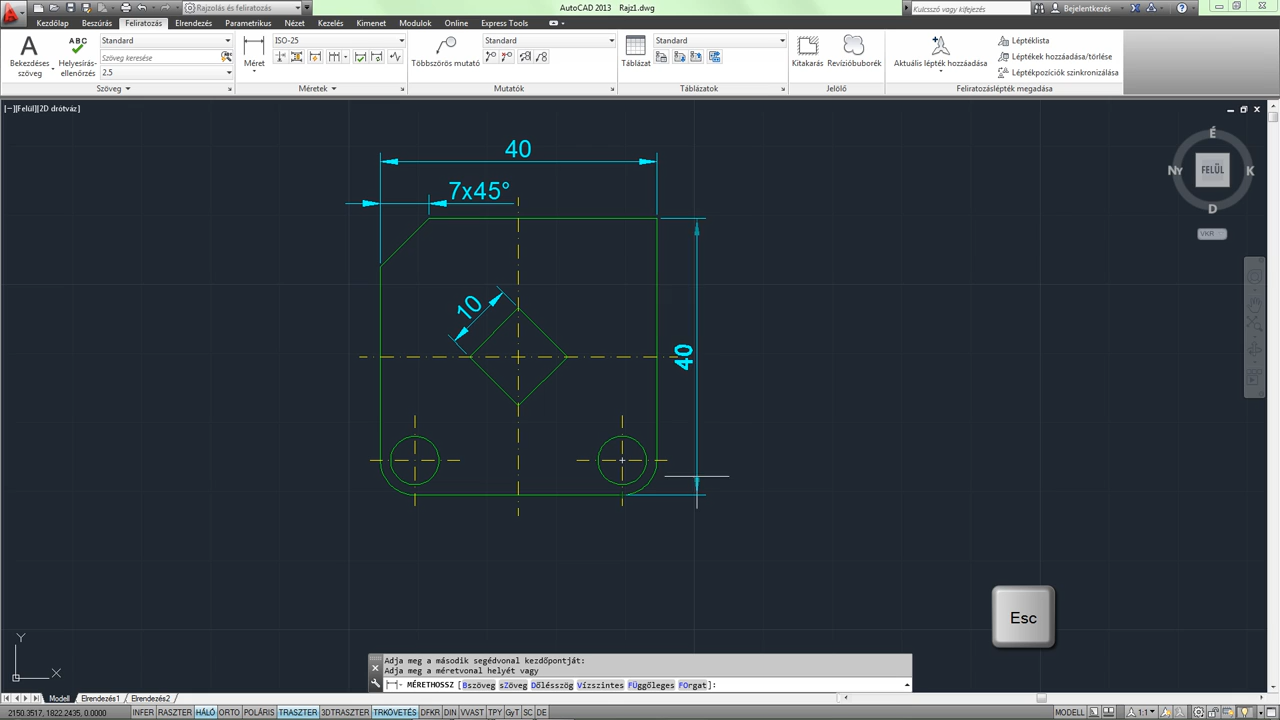 Rajzolás és feliratozás
AutoCAD 2013 Rajz1.dwg
Kulcsszó vagy kifejezés
Bejelentkezés
Kezdőlap Beszúrás Feliratozás Elrendezés Parametrikus Nézet Kezelés Kimenet Modulok Online Express Tools
A
Bekezdéses szöveg
ABC
Helyesírás-ellenőrzés
Standard
Szöveg keresése
2.5
Szöveg
Méret
ISO-25
Méretek
Többszörös mutató
Standard
Mutatók
Táblázat
Standard
Táblázatok
Kitakarás
Revízióbuborék
Jelölő
Aktuális lépték hozzáadása
Léptéklista
Léptékek hozzáadása/törlése
Léptékpozíciók szinkronizálása
Feliratozáslépték megadása
[−][Felül][2D drótváz]
É
NY
FELÜL
K
D
VKR
40
7x45°
10
40
Esc
Y
X
Adja meg a második segédvonal kezdőpontját:
Adja meg a méretvonal helyét vagy
MÉRETHOSSZ [Bszöveg sZöveg Dőlésszög Vízszintes FÜggőleges FOrgat]:
Modell Elrendezés1 Elrendezés2
2150.3517, 1822.2435, 0.0000
INFER RASZTER HÁLÓ ORTO POLÁRIS TRASZTER 3DTRASZTER TRKÖVETÉS DFKR DIN VVAST TPY GyT SC DE
MODELL
1:1